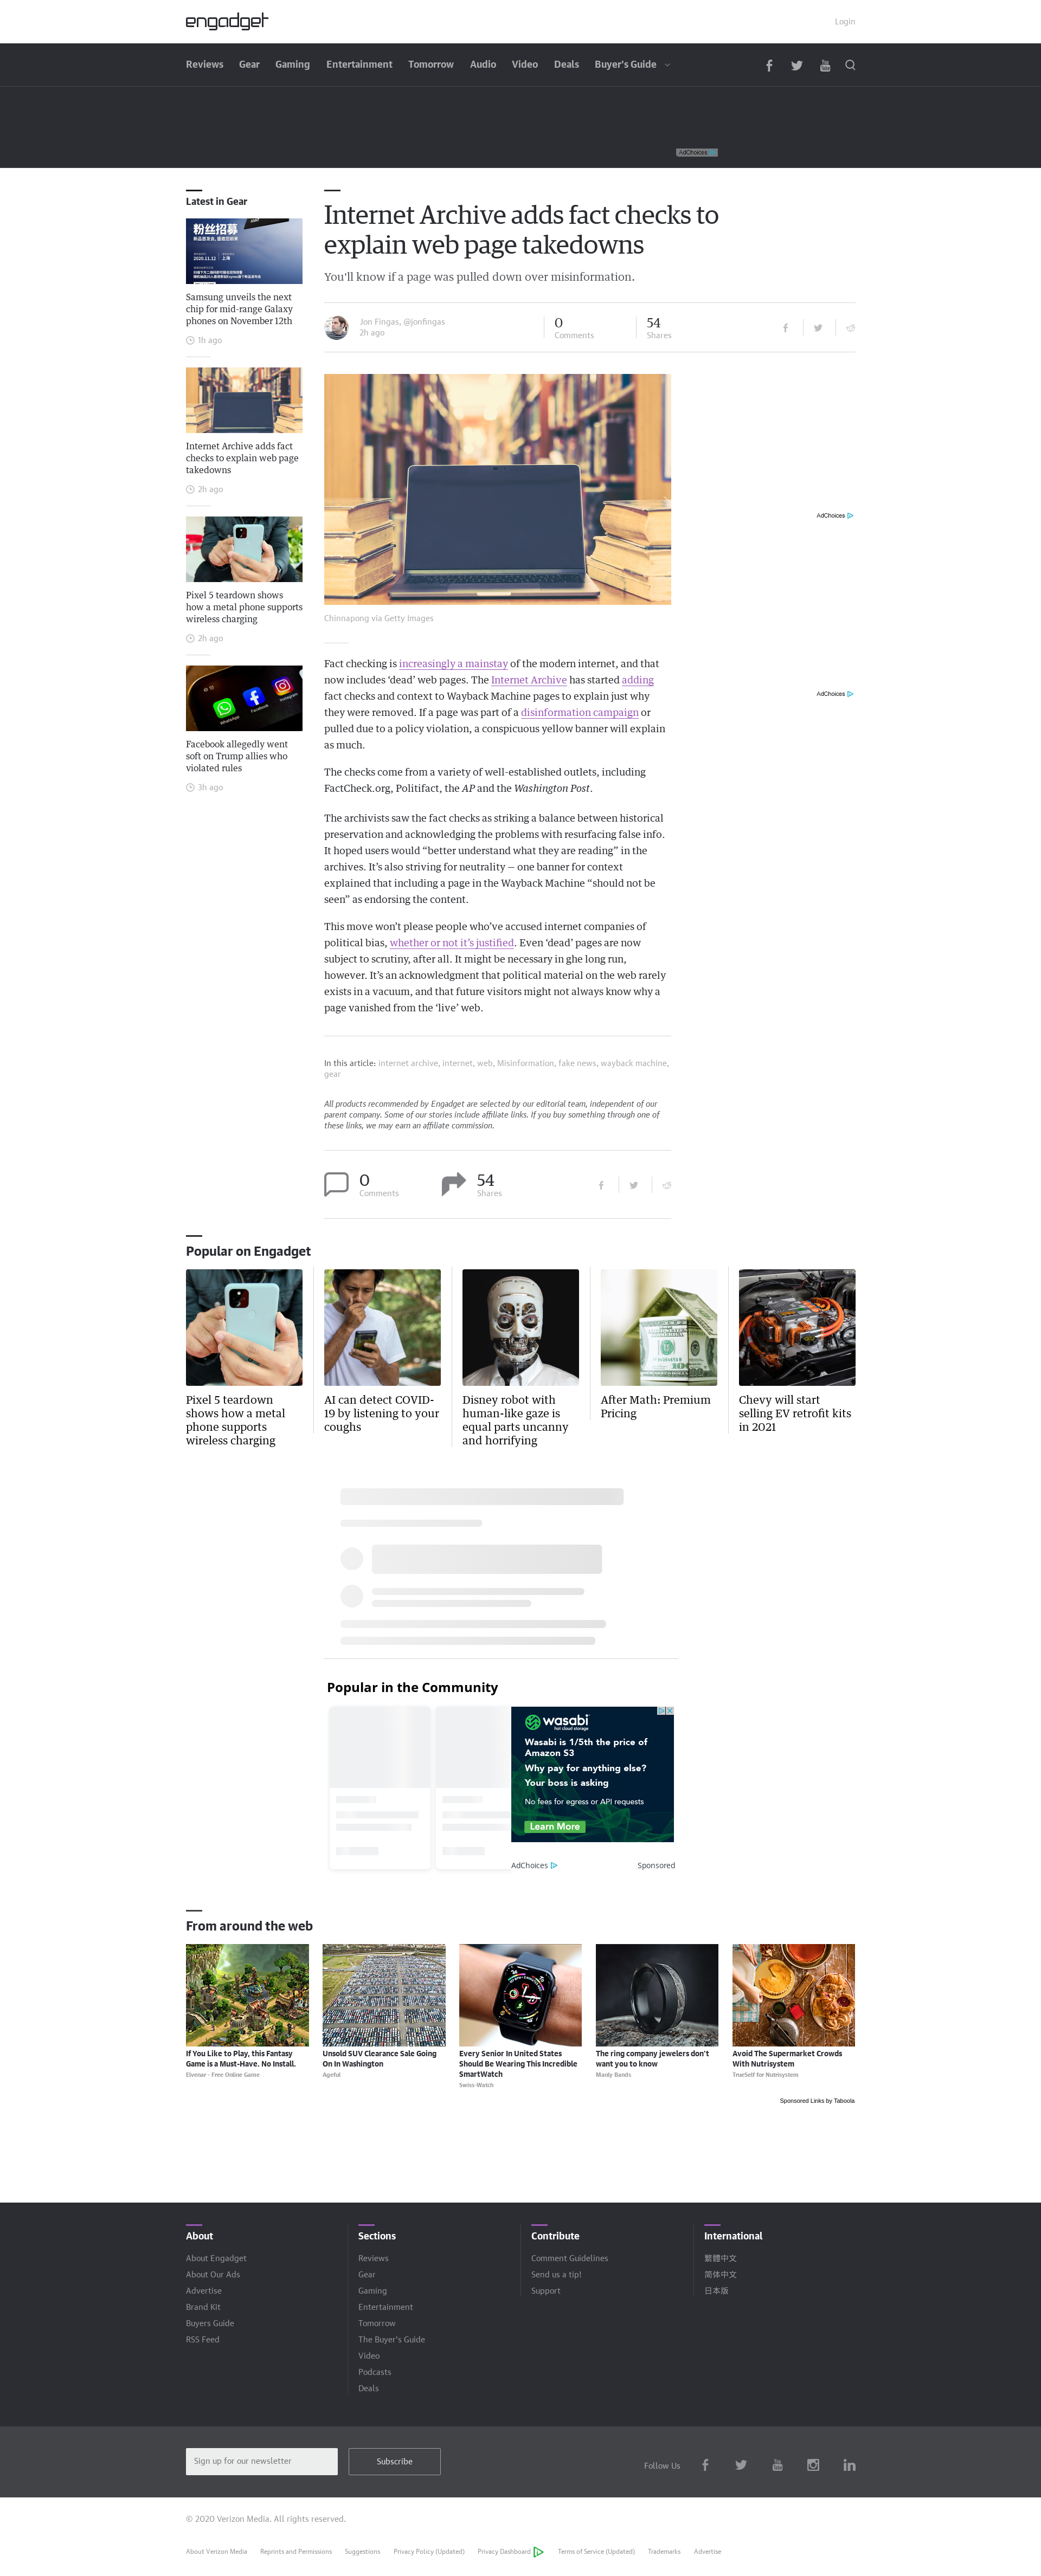 engadget
Login
Reviews Gear Gaming Entertainment Tomorrow Audio Video Deals Buyer's Guide
AdChoices
Latest in Gear
粉丝招募
2020.11.12 上海
Samsung unveils the next
chip for mid-range Galaxy
phones on November 12th
1h ago
Internet Archive adds fact
checks to explain web page
takedowns
2h ago
Pixel 5 teardown shows
how a metal phone supports
wireless charging
2h ago
WhatsApp
Facebook
Instagram
Facebook allegedly went
soft on Trump allies who
violated rules
3h ago
Internet Archive adds fact checks to
explain web page takedowns
You'll know if a page was pulled down over misinformation.
Jon Fingas, @jonfingas
2h ago
0
Comments
54
Shares
Chinnapong via Getty Images
AdChoices
AdChoices
Fact checking is increasingly a mainstay of the modern internet, and that
now includes ‘dead’ web pages. The Internet Archive has started adding
fact checks and context to Wayback Machine pages to explain just why
they were removed. If a page was part of a disinformation campaign or
pulled due to a policy violation, a conspicuous yellow banner will explain
as much.
The checks come from a variety of well-established outlets, including
FactCheck.org, Politifact, the AP and the Washington Post.
The archivists saw the fact checks as striking a balance between historical
preservation and acknowledging the problems with resurfacing false info.
It hoped users would “better understand what they are reading” in the
archives. It’s also striving for neutrality — one banner for context
explained that including a page in the Wayback Machine “should not be
seen” as endorsing the content.
This move won’t please people who’ve accused internet companies of
political bias, whether or not it’s justified. Even ‘dead’ pages are now
subject to scrutiny, after all. It might be necessary in ghe long run,
however. It’s an acknowledgment that political material on the web rarely
exists in a vacuum, and that future visitors might not always know why a
page vanished from the ‘live’ web.
In this article: internet archive, internet, web, Misinformation, fake news, wayback machine,
gear
All products recommended by Engadget are selected by our editorial team, independent of our
parent company. Some of our stories include affiliate links. If you buy something through one of
these links, we may earn an affiliate commission.
0
Comments
54
Shares
Popular on Engadget
Pixel 5 teardown
shows how a metal
phone supports
wireless charging
AI can detect COVID-
19 by listening to your
coughs
Disney robot with
human-like gaze is
equal parts uncanny
and horrifying
After Math: Premium
Pricing
Chevy will start
selling EV retrofit kits
in 2021
Popular in the Community
wasabi
hot cloud storage
Wasabi is 1/5th the price of
Amazon S3
Why pay for anything else?
Your boss is asking
No fees for egress or API requests
Learn More
AdChoices
Sponsored
From around the web
If You Like to Play, this Fantasy
Game is a Must-Have. No Install.
Elvenar - Free Online Game
Unsold SUV Clearance Sale Going
On In Washington
Ageful
Every Senior In United States
Should Be Wearing This Incredible
SmartWatch
Swiss-Watch
The ring company jewelers don't
want you to know
Manly Bands
Avoid The Supermarket Crowds
With Nutrisystem
TrueSelf for Nutrisystem
Sponsored Links by Taboola
About
About Engadget
About Our Ads
Advertise
Brand Kit
Buyers Guide
RSS Feed
Sections
Reviews
Gear
Gaming
Entertainment
Tomorrow
The Buyer's Guide
Video
Podcasts
Deals
Contribute
Comment Guidelines
Send us a tip!
Support
International
繁體中文
简体中文
日本版
Sign up for our newsletter
Subscribe
Follow Us
© 2020 Verizon Media. All rights reserved.
About Verizon Media Reprints and Permissions Suggestions Privacy Policy (Updated) Privacy Dashboard Terms of Service (Updated) Trademarks Advertise